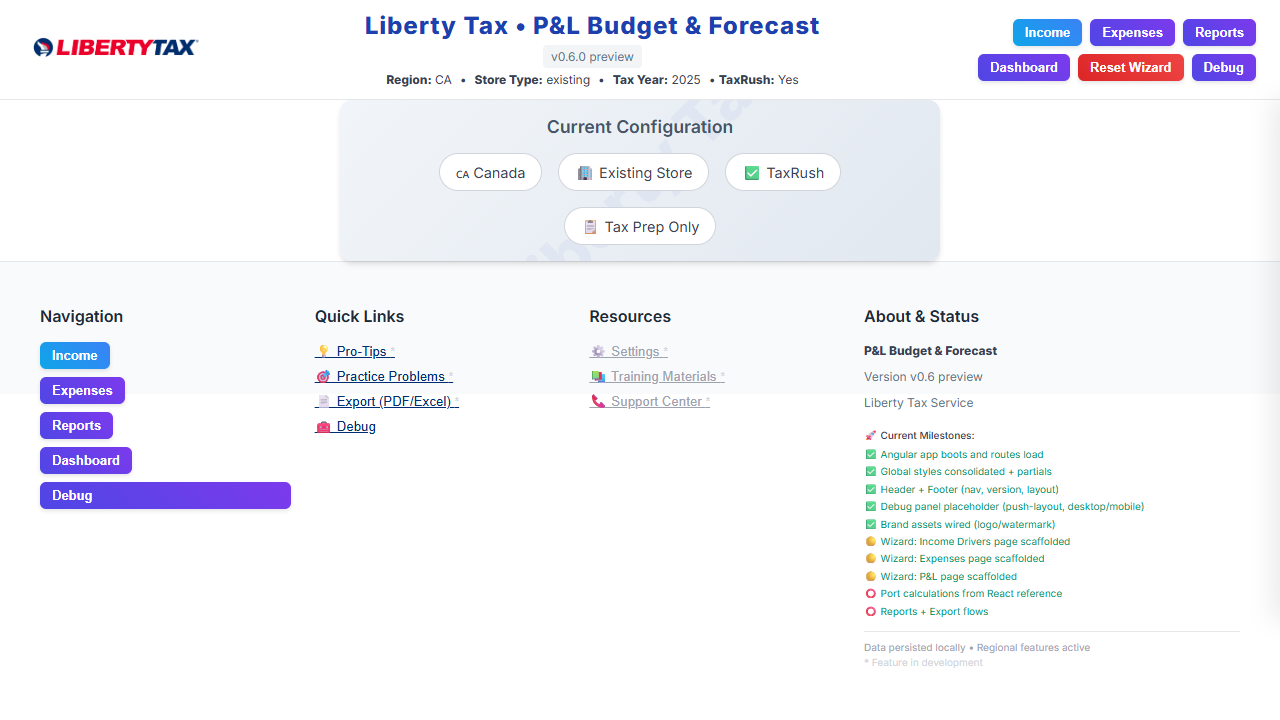 LIBERTYTAX
Liberty Tax • P&L Budget & Forecast
v0.6.0 preview
Region: CA • Store Type: existing • Tax Year: 2025 • TaxRush: Yes
Income Expenses Reports
Dashboard Reset Wizard Debug
Current Configuration
CA Canada
🏢 Existing Store
✅ TaxRush
📋 Tax Prep Only
Navigation
Income
Expenses
Reports
Dashboard
Debug
Quick Links
💡 Pro-Tips *
🎯 Practice Problems *
📄 Export (PDF/Excel) *
🧰 Debug
Resources
⚙️ Settings *
📚 Training Materials *
📞 Support Center *
About & Status
P&L Budget & Forecast
Version v0.6 preview
Liberty Tax Service
🚀 Current Milestones:
✅ Angular app boots and routes load
✅ Global styles consolidated + partials
✅ Header + Footer (nav, version, layout)
✅ Debug panel placeholder (push-layout, desktop/mobile)
✅ Brand assets wired (logo/watermark)
🟡 Wizard: Income Drivers page scaffolded
🟡 Wizard: Expenses page scaffolded
🟡 Wizard: P&L page scaffolded
⭕ Port calculations from React reference
⭕ Reports + Export flows
Data persisted locally • Regional features active
* Feature in development